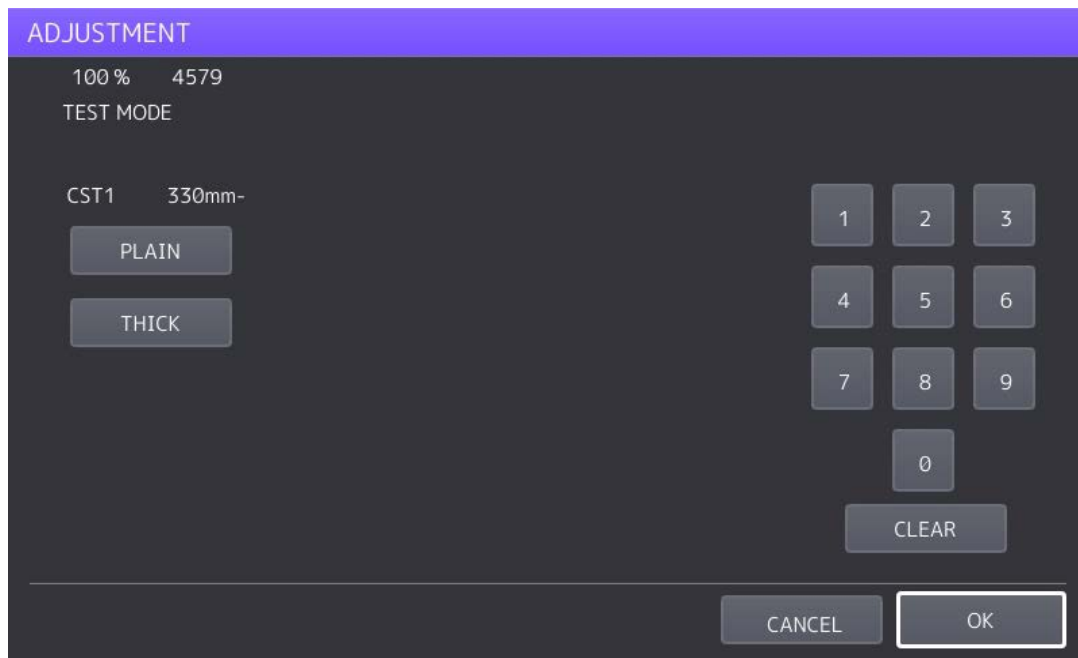 ADJUSTMENT
100 % 4579
TEST MODE
CST1 330mm-
PLAIN
THICK
1 2 3
4 5 6
7 8 9
0
CLEAR
CANCEL OK